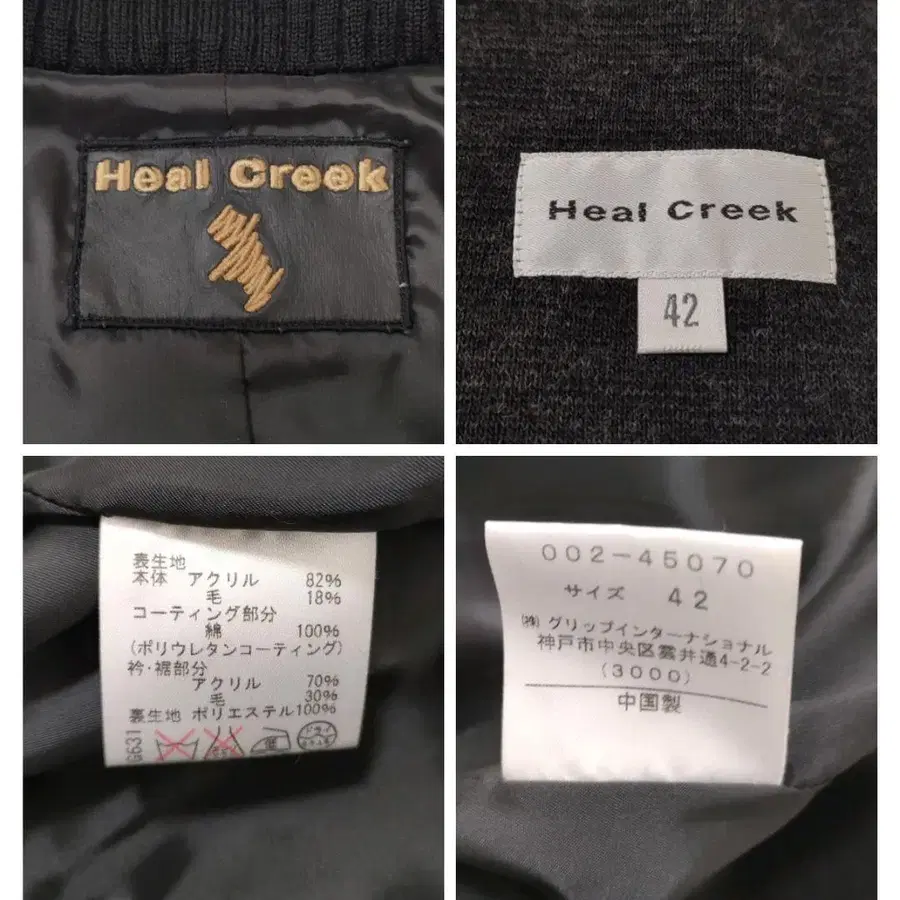 Heal Creek
Heal Creek
42
表生地
本体 アクリル 82%
毛 18%
コーティング部分
綿 100%
(ポリウレタンコーティング)
衿・裾部分
アクリル 70%
毛 30%
裏生地 ポリエステル100%
G631
低
ドライ
002-45070
サイズ 42
㈱グリップインターナショナル
神戸市中央区雲井通4-2-2
(3000)
中国製